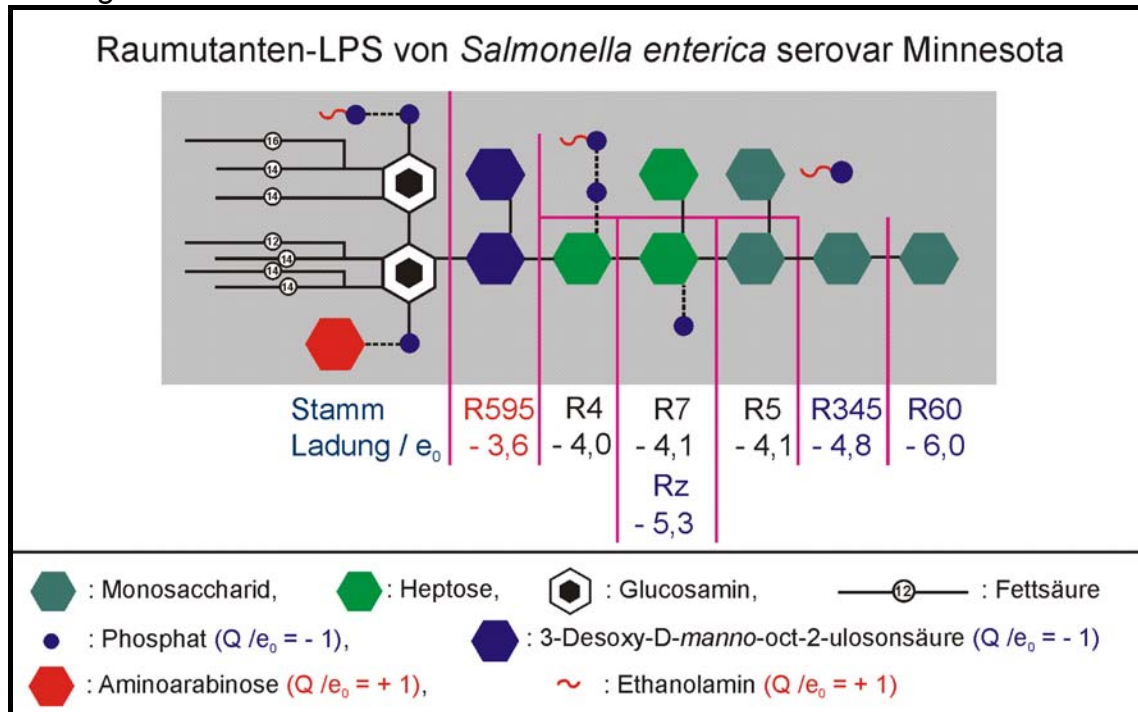 Raumutanten-LPS von Salmonella enterica serovar Minnesota
16
14
14
12
14
14
14
Stamm R595 R4 R7 R5 R345 R60
Ladung / e₀ - 3,6 - 4,0 - 4,1 - 4,1 - 4,8 - 6,0
Rz
- 5,3
: Monosaccharid, : Heptose, : Glucosamin, 12 : Fettsäure
: Phosphat (Q /e₀ = - 1), : 3-Desoxy-D-manno-oct-2-ulosonsäure (Q /e₀ = - 1)
: Aminoarabinose (Q /e₀ = + 1), : Ethanolamin (Q /e₀ = + 1)